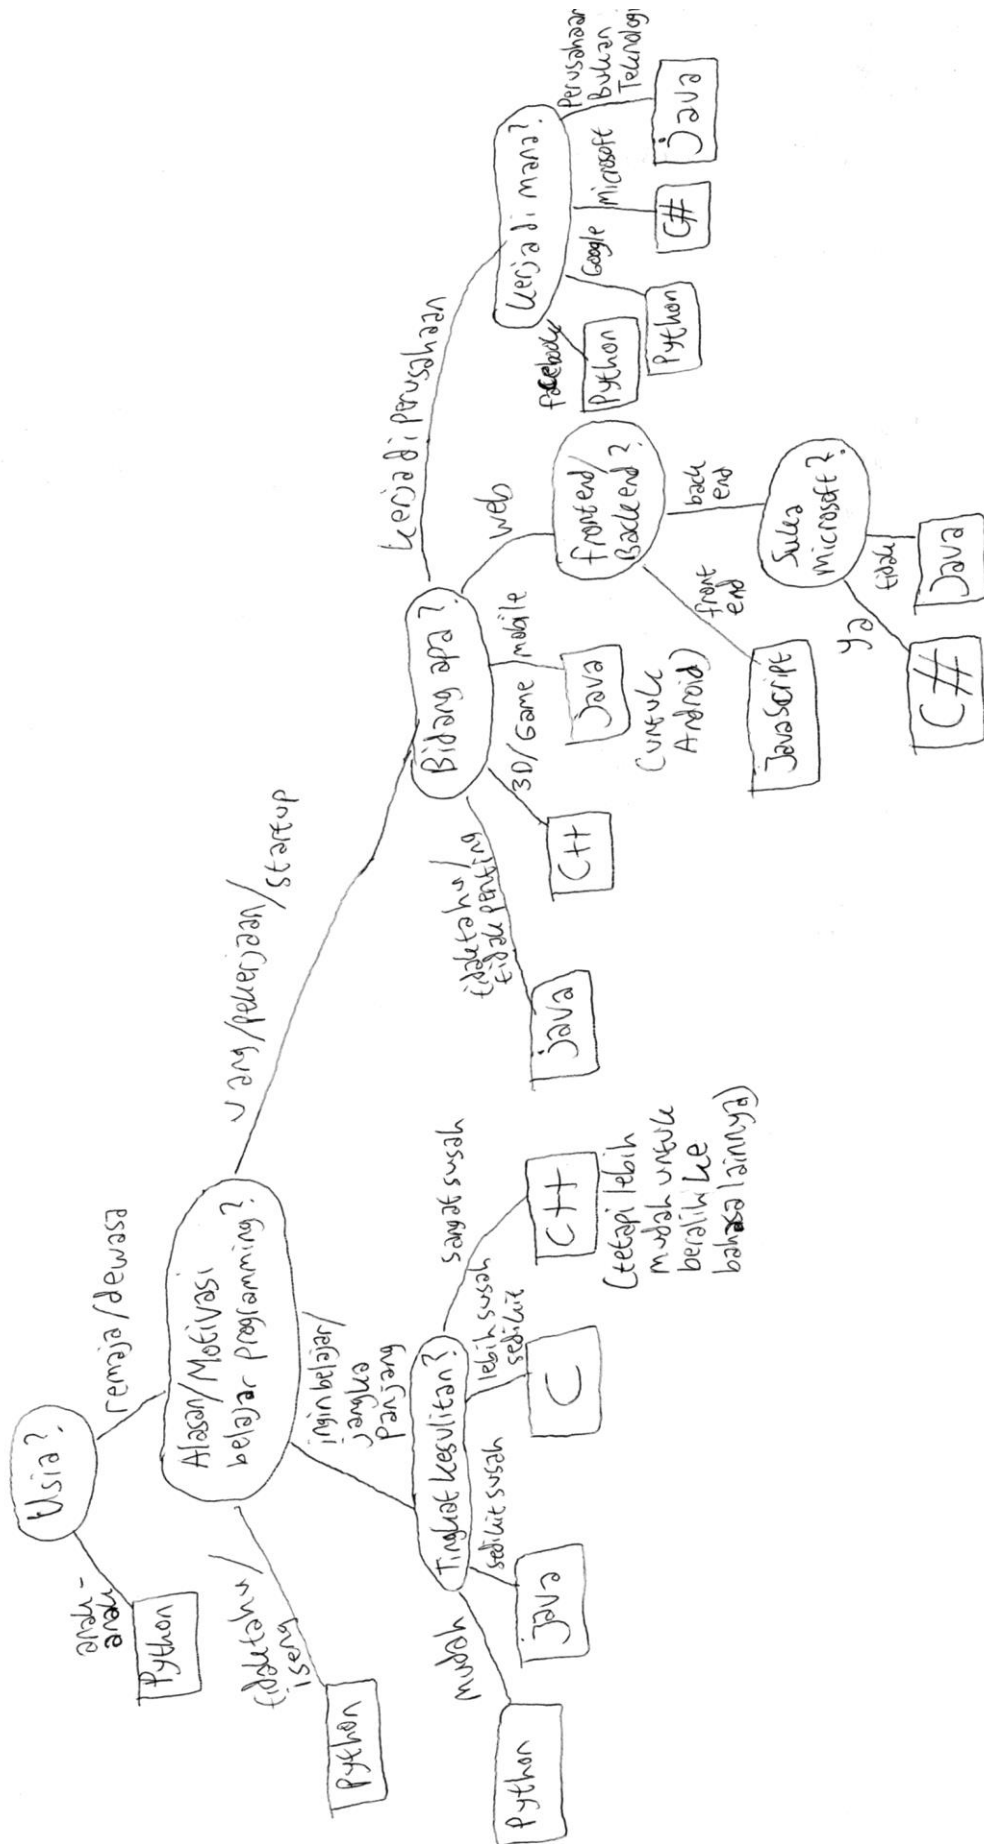 Usia?
anak-
anak
remaja/dewasa
Python
Alasan/Motivasi
belajar programming?
tidak tahu/
iseng
ingin belajar/
jangka
panjang
uang/pekerjaan/
startup
Python
Tingkat kesulitan?
mudah
sedikit susah
lebih susah
sedikit
sangat susah
Python
java
C
C++
(tetapi lebih
mudah untuk
beralih ke
bahasa lainnya)
Bidang apa?
tidak tahu/
tidak penting
3D/Game
mobile
web
kerja di perusahaan
java
C++
java
(untuk
Android)
frontend/
Backend?
front
end
back
end
JavaScript
Suka
microsoft?
ya
tidak
C#
Java
kerja di mana?
facebook
Google
microsoft
Perusahaan
Bukan
Teknologi
Python
Python
C#
java